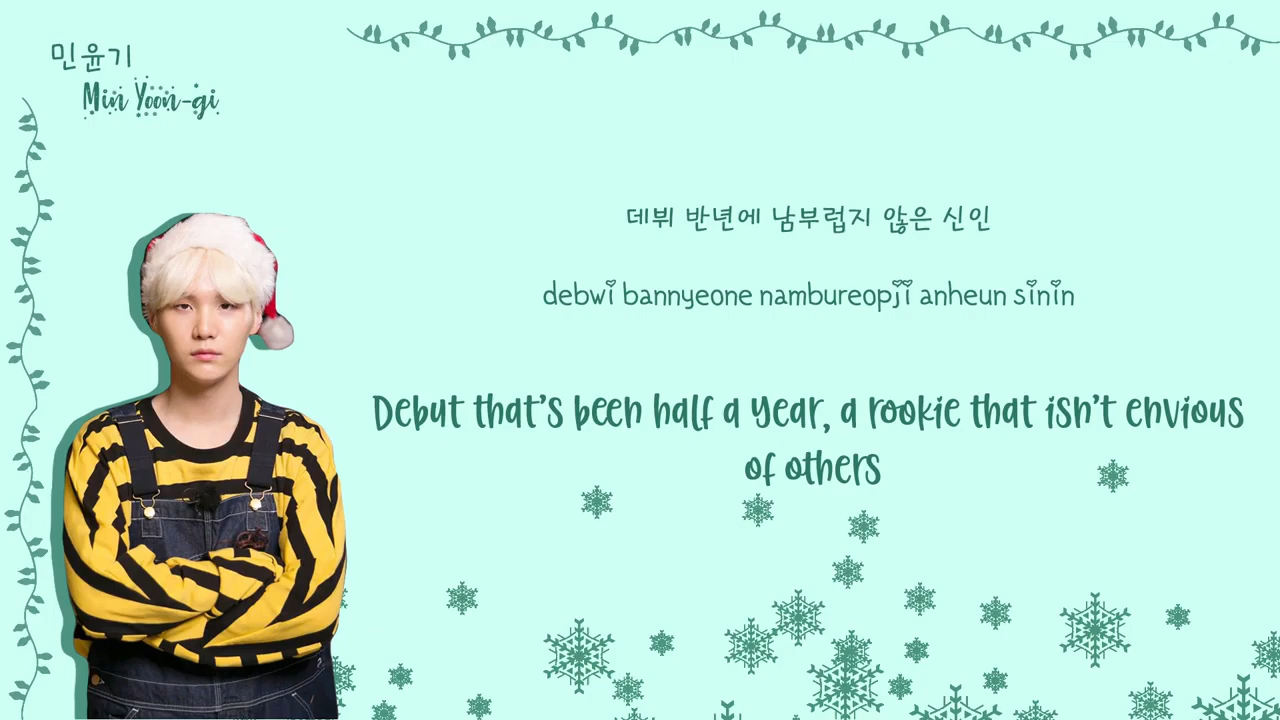 민윤기
Min Yoon-gi
데뷔 반년에 남부럽지 않은 신인
debwi bannyeone nambureopji anheun sinin
Debut that's been half a year, a rookie that isn't envious
of others